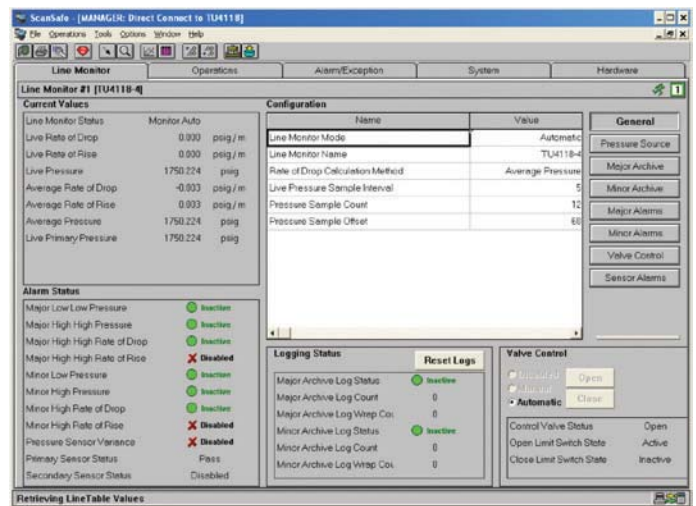 ScanSafe - [MANAGER: Direct Connect to TU4118]
File Operations Tools Options Window Help
Line Monitor Operations Alarm/Exception System Hardware
Line Monitor #1 [TU4118-4] 1
Current Values
Line Monitor Status Monitor Auto
Live Rate of Drop 0.000 psig/m
Live Rate of Rise 0.000 psig/m
Live Pressure 1750.224 psig
Average Rate of Drop -0.003 psig/m
Average Rate of Rise 0.003 psig/m
Average Pressure 1750.224 psig
Live Primary Pressure 1750.224 psig
Configuration
Name Value
Line Monitor Mode Automatic
Line Monitor Name TU4118-4
Rate of Drop Calculation Method Average Pressure
Live Pressure Sample Interval 5
Pressure Sample Count 12
Pressure Sample Offset 60
General
Pressure Source
Major Archive
Minor Archive
Major Alarms
Minor Alarms
Valve Control
Sensor Alarms
Alarm Status
Major Low Low Pressure Inactive
Major High High Pressure Inactive
Major High High Rate of Drop Inactive
Major High High Rate of Rise Disabled
Minor Low Pressure Inactive
Minor High Pressure Inactive
Minor High Rate of Drop Inactive
Minor High Rate of Rise Disabled
Pressure Sensor Variance Disabled
Primary Sensor Status Pass
Secondary Sensor Status Disabled
Logging Status Reset Logs
Major Archive Log Status Inactive
Major Archive Log Count 0
Major Archive Log Wrap Cou 0
Minor Archive Log Status Inactive
Minor Archive Log Count 0
Minor Archive Log Wrap Cou 0
Valve Control
Open
Close
Automatic
Control Valve Status Open
Open Limit Switch State Active
Close Limit Switch State Inactive
Retrieving LineTable Values